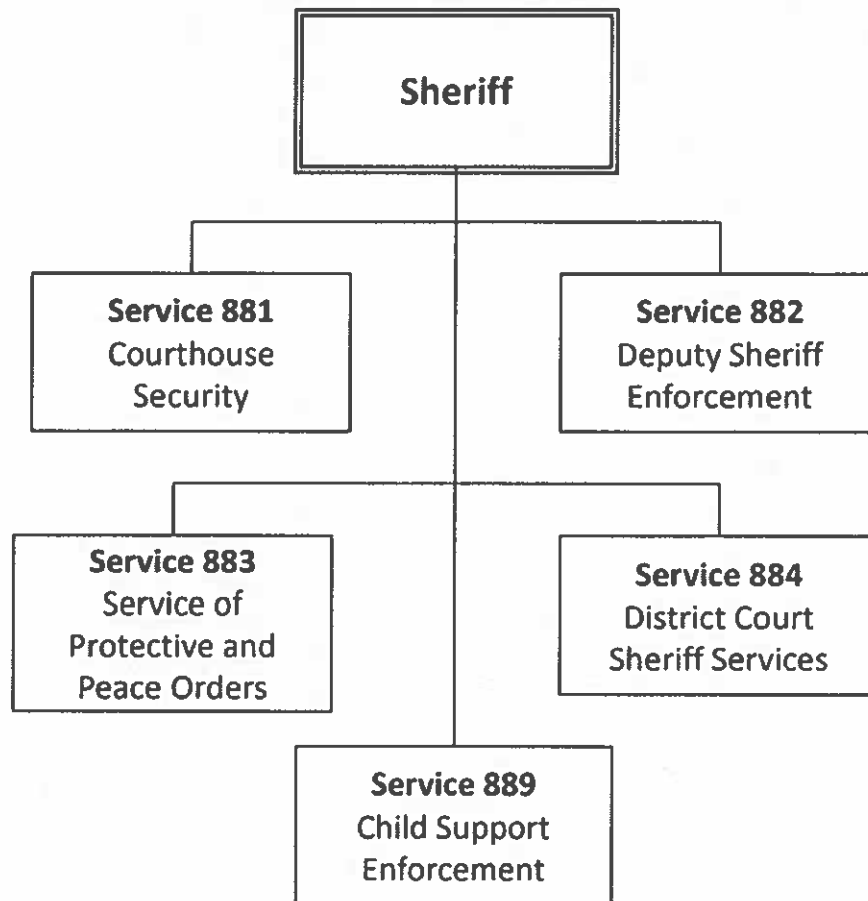 Sheriff
Service 881
Courthouse
Security
Service 882
Deputy Sheriff
Enforcement
Service 883
Service of
Protective and
Peace Orders
Service 884
District Court
Sheriff Services
Service 889
Child Support
Enforcement